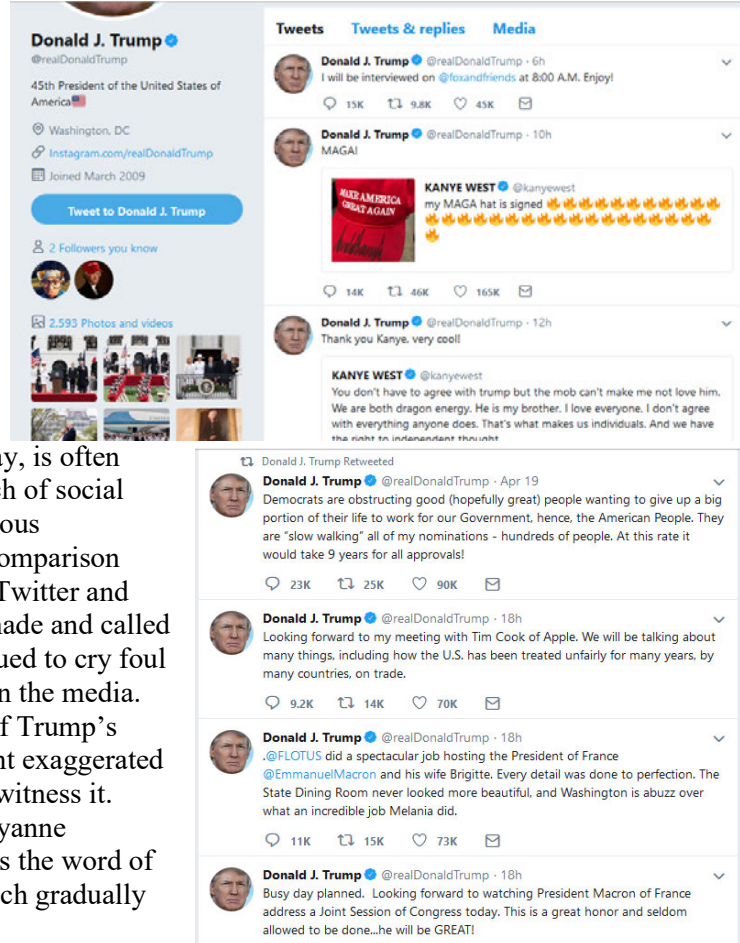 Donald J. Trump
@realDonaldTrump
45th President of the United States of
America🇺🇸
Washington, DC
Instagram.com/realDonaldTrump
Joined March 2009
Tweet to Donald J. Trump
2 Followers you know
2,593 Photos and videos
Tweets Tweets & replies Media
Donald J. Trump @realDonaldTrump · 6h
I will be interviewed on @foxandfriends at 8:00 A.M. Enjoy!
15K 9.8K 45K
Donald J. Trump @realDonaldTrump · 10h
MAGA!
MAKE AMERICA
GREAT AGAIN
KANYE WEST @kanyewest
my MAGA hat is signed 🔥🔥🔥🔥🔥🔥🔥🔥🔥🔥🔥🔥🔥
🔥🔥🔥🔥🔥🔥🔥🔥🔥🔥🔥🔥🔥🔥🔥🔥🔥🔥
🔥
14K 46K 165K
Donald J. Trump @realDonaldTrump · 12h
Thank you Kanye, very cool!
KANYE WEST @kanyewest
You don't have to agree with trump but the mob can't make me not love him.
We are both dragon energy. He is my brother. I love everyone. I don't agree
with everything anyone does. That's what makes us individuals. And we have
the right to independent thought.
ay, is often
ch of social
ous
omparison
Twitter and
nade and called
ued to cry foul
n the media.
of Trump’s
nt exaggerated
witness it.
yanne
s the word of
ch gradually
Donald J. Trump Retweeted
Donald J. Trump @realDonaldTrump · Apr 19
Democrats are obstructing good (hopefully great) people wanting to give up a big
portion of their life to work for our Government, hence, the American People. They
are "slow walking" all of my nominations - hundreds of people. At this rate it
would take 9 years for all approvals!
23K 25K 90K
Donald J. Trump @realDonaldTrump · 18h
Looking forward to my meeting with Tim Cook of Apple. We will be talking about
many things, including how the U.S. has been treated unfairly for many years, by
many countries, on trade.
9.2K 14K 70K
Donald J. Trump @realDonaldTrump · 18h
.@FLOTUS did a spectacular job hosting the President of France
@EmmanuelMacron and his wife Brigitte. Every detail was done to perfection. The
State Dining Room never looked more beautiful, and Washington is abuzz over
what an incredible job Melania did.
11K 15K 73K
Donald J. Trump @realDonaldTrump · 18h
Busy day planned. Looking forward to watching President Macron of France
address a Joint Session of Congress today. This is a great honor and seldom
allowed to be done...he will be GREAT!